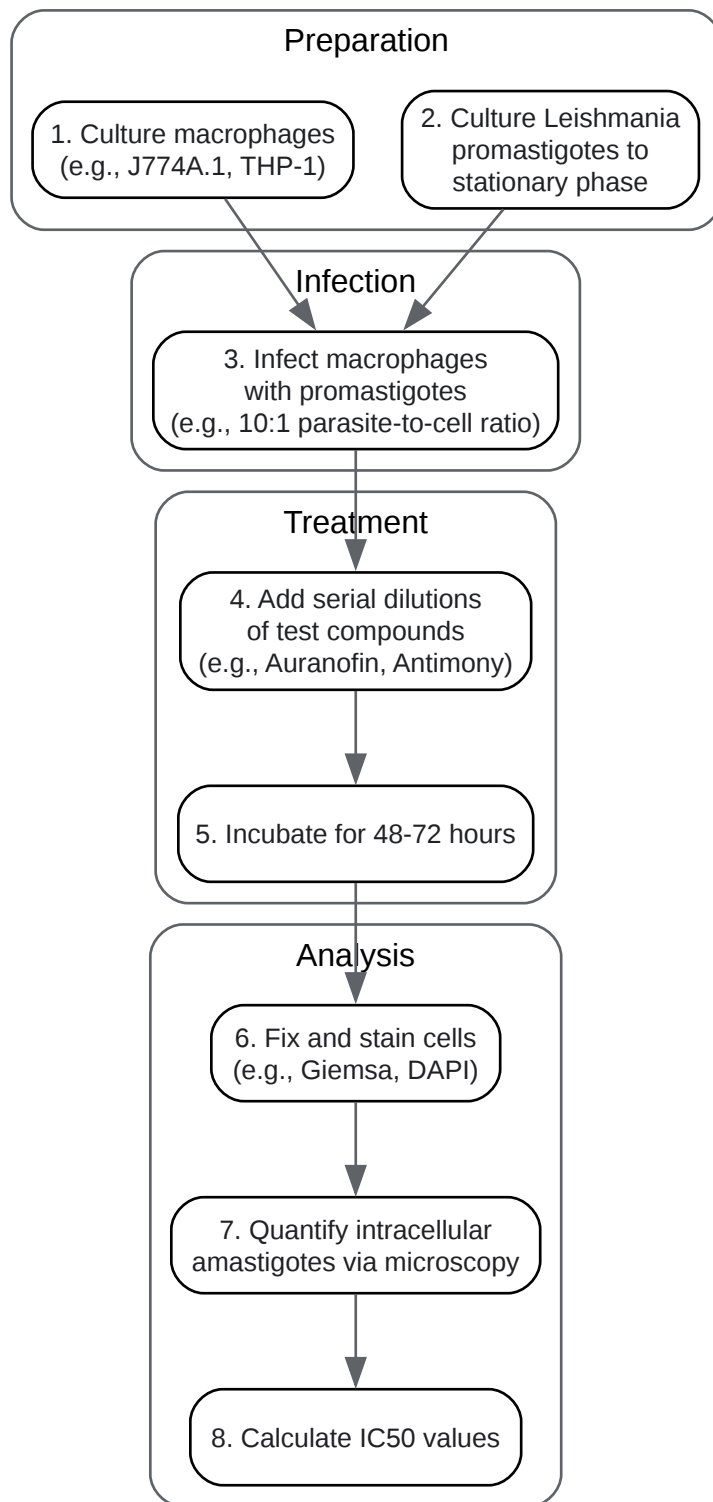 Preparation
1. Culture macrophages
(e.g., J774A.1, THP-1)
2. Culture Leishmania
promastigotes to
stationary phase
Infection
3. Infect macrophages
with promastigotes
(e.g., 10:1 parasite-to-cell ratio)
Treatment
4. Add serial dilutions
of test compounds
(e.g., Auranofin, Antimony)
5. Incubate for 48-72 hours
Analysis
6. Fix and stain cells
(e.g., Giemsa, DAPI)
7. Quantify intracellular
amastigotes via microscopy
8. Calculate IC50 values